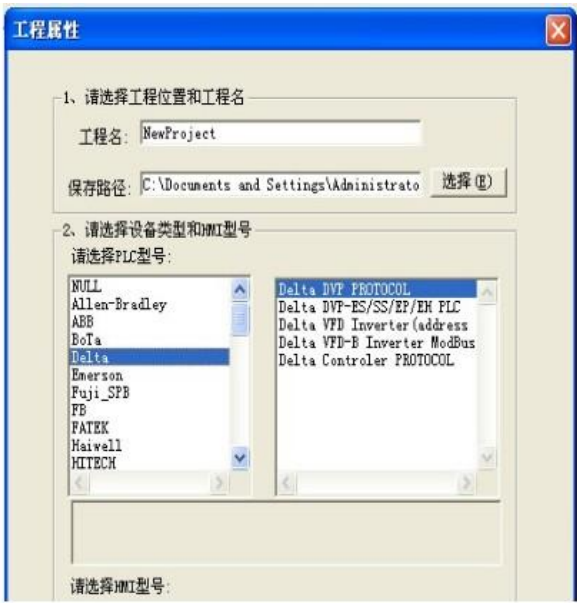 工程属性
1、请选择工程位置和工程名
工程名: NewProject
保存路径: C:\Documents and Settings\Administrato 选择(E)
2、请选择设备类型和HMI型号
请选择PLC型号:
NULL
Allen-Bradley
ABB
BoTa
Delta
Emerson
Fuji_SPB
FB
FATEK
Haiwell
HITECH
Delta DVP PROTOCOL
Delta DVP-ES/SS/EP/EH PLC
Delta VFD Inverter(address
Delta VFD-B Inverter ModBus
Delta Controler PROTOCOL
请选择HMI型号: